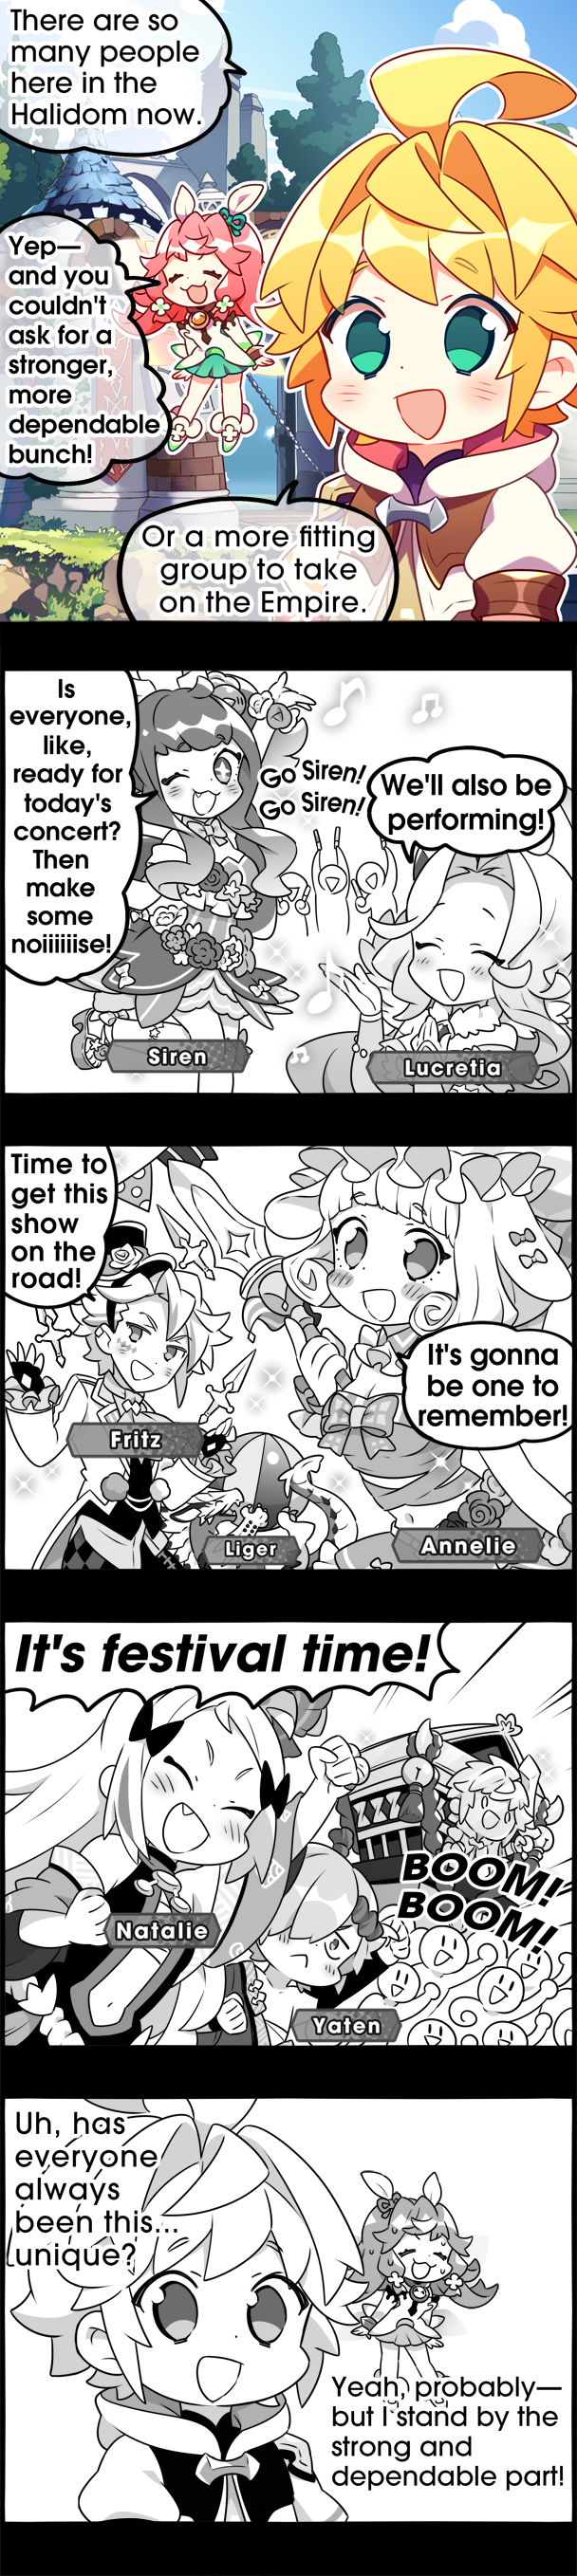 There are so
many people
here in the
Halidom now.
Yep—
and you
couldn't
ask for a
stronger,
more
dependable
bunch!
Or a more fitting
group to take
on the Empire.
Is
everyone,
like,
ready for
today's
concert?
Then
make
some
noiiiiiise!
Go Siren!
Go Siren!
We'll also be
performing!
Siren
Lucretia
Time to
get this
show
on the
road!
It's gonna
be one to
remember!
Fritz
Liger
Annelie
It's festival time!
BOOM!
BOOM!
Natalie
Yaten
Uh, has
everyone
always
been this...
unique?
Yeah, probably—
but I stand by the
strong and
dependable part!